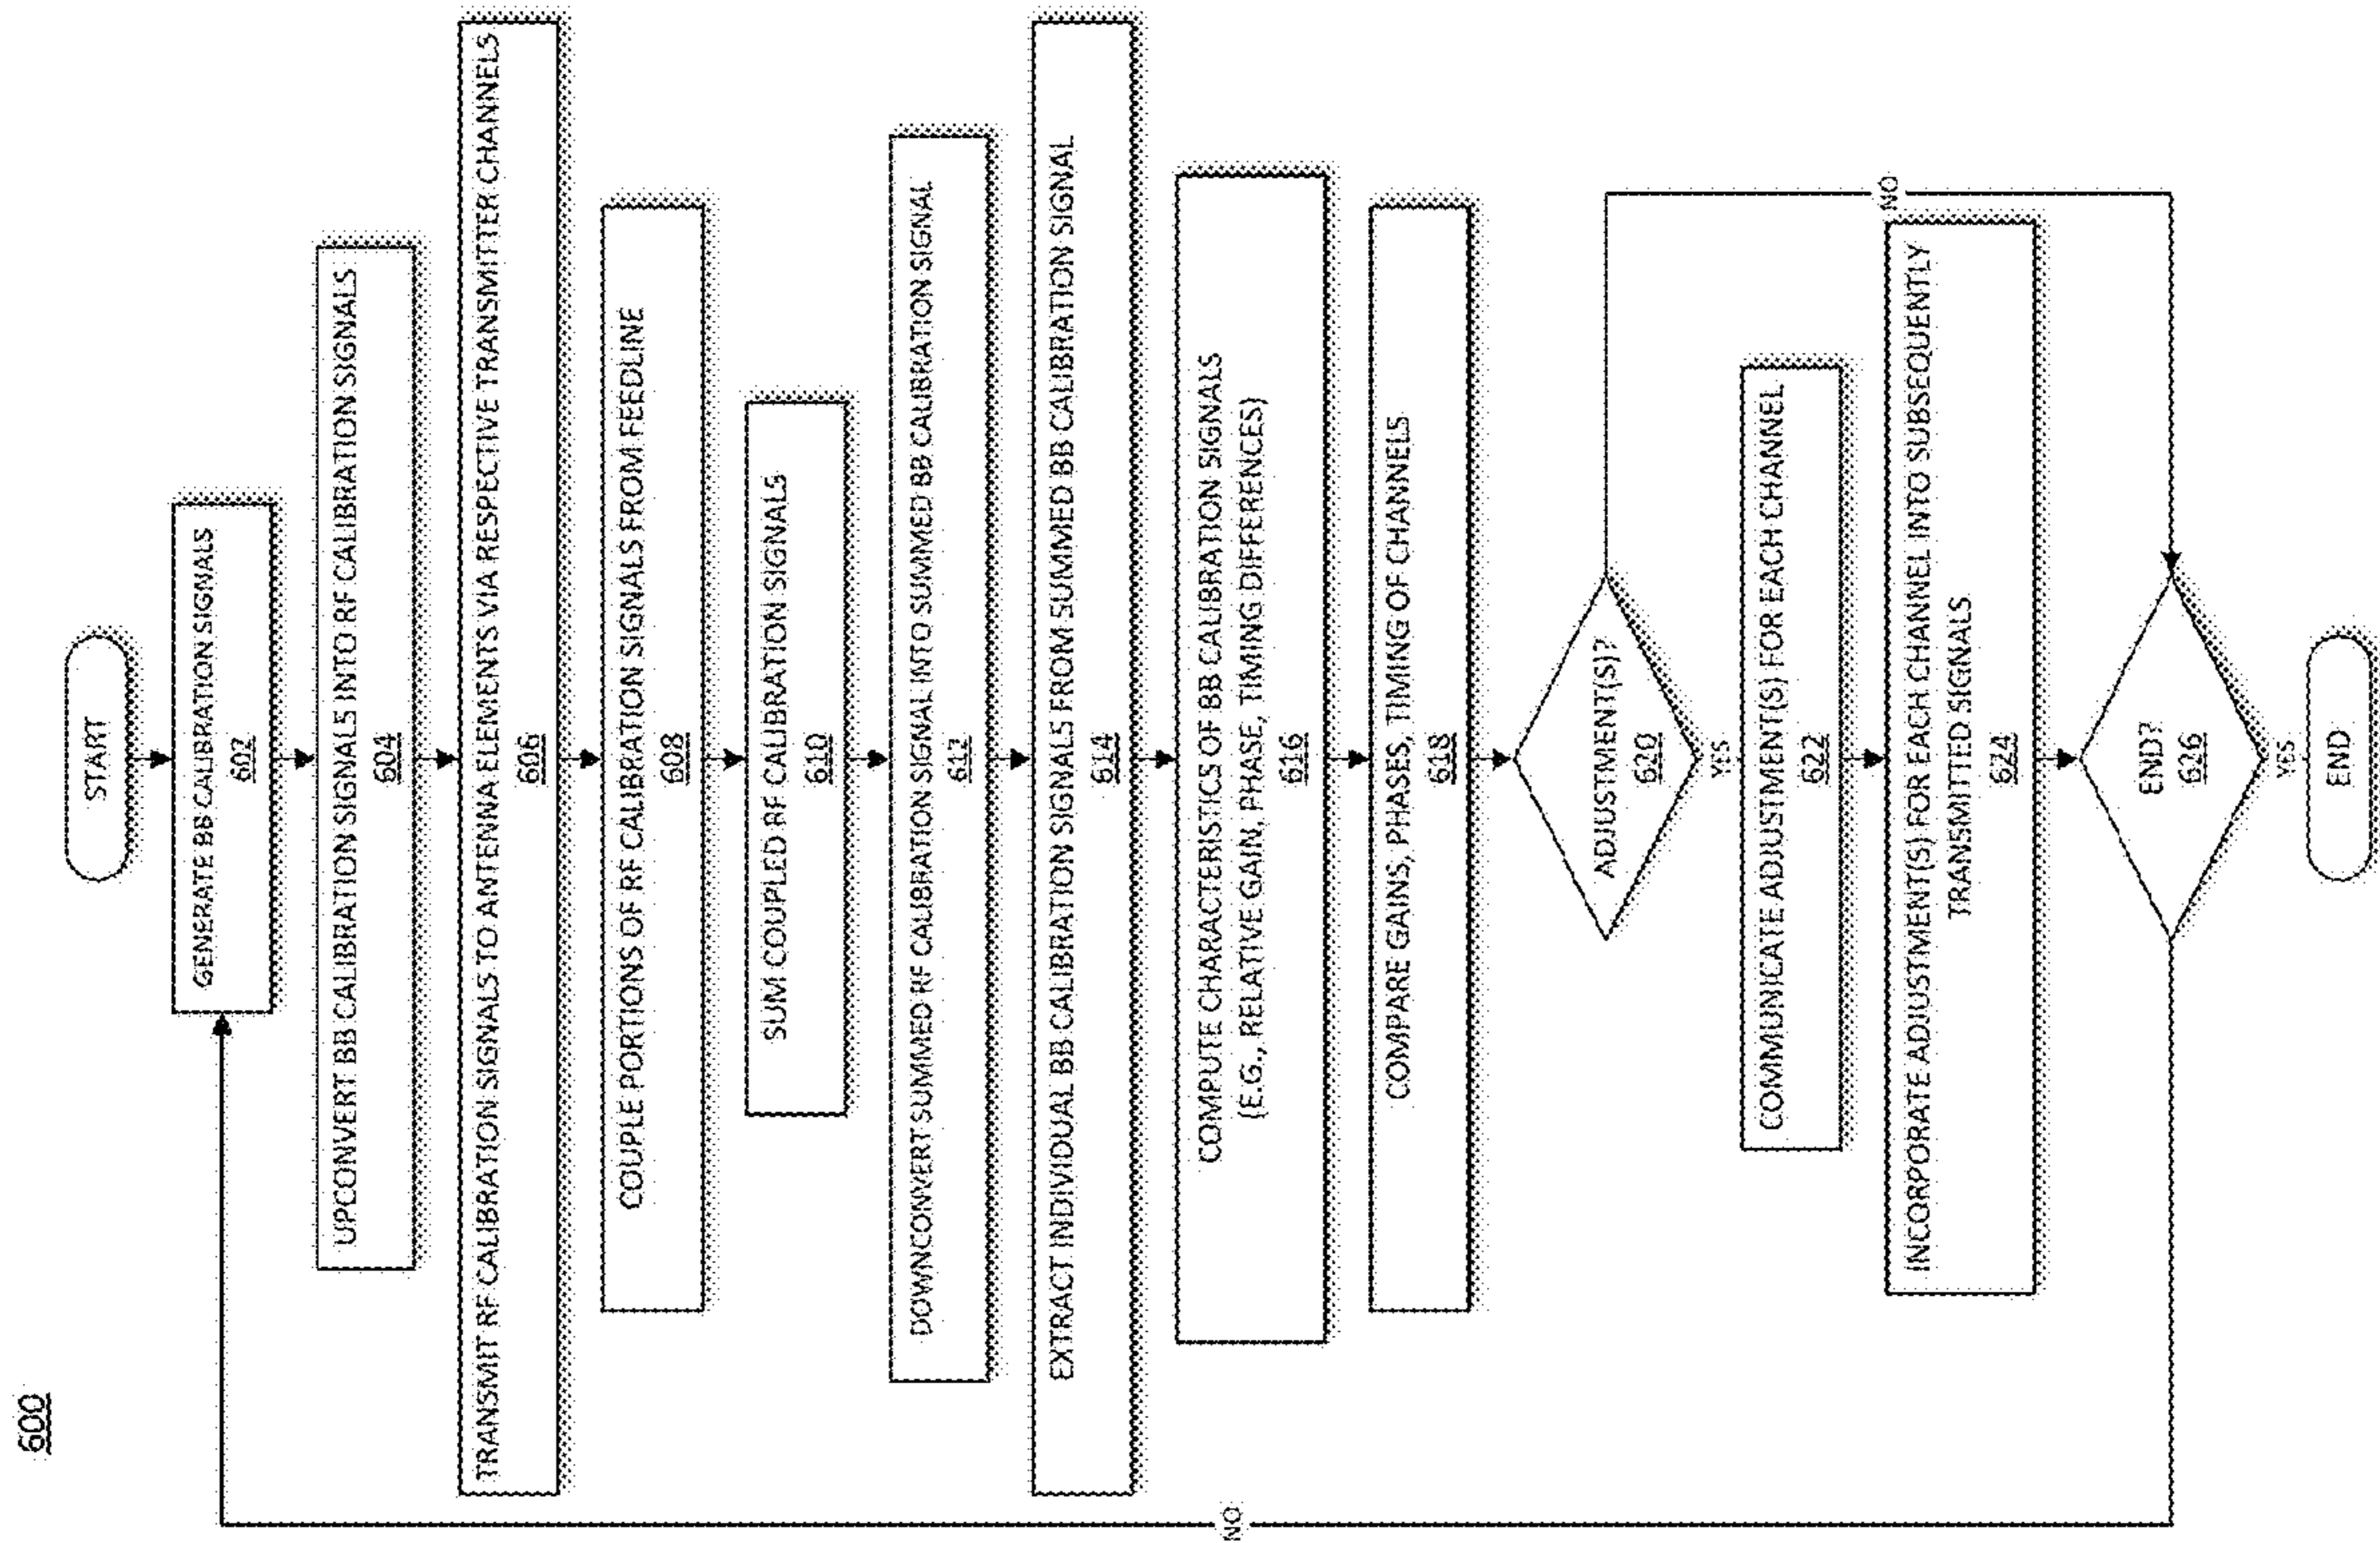 600
START
GENERATE BB CALIBRATION SIGNALS
602
UPCONVERT BB CALIBRATION SIGNALS INTO RF CALIBRATION SIGNALS
604
TRANSMIT RF CALIBRATION SIGNALS TO ANTENNA ELEMENTS VIA RESPECTIVE TRANSMITTER CHANNELS
606
COUPLE PORTIONS OF RF CALIBRATION SIGNALS FROM FEEDLINE
608
SUM COUPLED RF CALIBRATION SIGNALS
610
DOWNCONVERT SUMMED RF CALIBRATION SIGNAL INTO SUMMED BB CALIBRATION SIGNAL
612
EXTRACT INDIVIDUAL BB CALIBRATION SIGNALS FROM SUMMED BB CALIBRATION SIGNAL
614
COMPUTE CHARACTERISTICS OF BB CALIBRATION SIGNALS
(E.G., RELATIVE GAIN, PHASE, TIMING DIFFERENCES)
616
COMPARE GAINS, PHASES, TIMING OF CHANNELS
618
ADJUSTMENT(S)?
620
YES
NO
COMMUNICATE ADJUSTMENT(S) FOR EACH CHANNEL
622
INCORPORATE ADJUSTMENT(S) FOR EACH CHANNEL INTO SUBSEQUENTLY
TRANSMITTED SIGNALS
624
END?
626
NO
YES
END